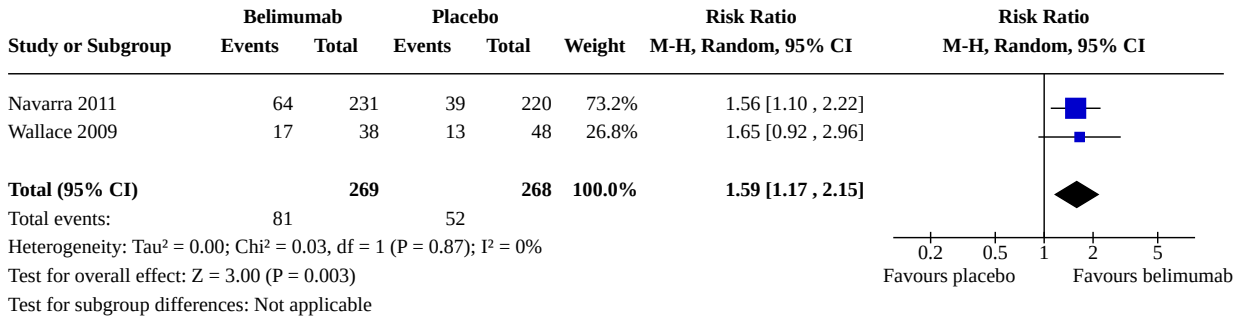 Belimumab Placebo Risk Ratio Risk Ratio
Study or Subgroup Events Total Events Total Weight M-H, Random, 95% CI M-H, Random, 95% CI
Navarra 2011 64 231 39 220 73.2% 1.56 [1.10 , 2.22]
Wallace 2009 17 38 13 48 26.8% 1.65 [0.92 , 2.96]
Total (95% CI) 269 268 100.0% 1.59 [1.17 , 2.15]
Total events: 81 52
Heterogeneity: Tau² = 0.00; Chi² = 0.03, df = 1 (P = 0.87); I² = 0%
0.2 0.5 1 2 5
Test for overall effect: Z = 3.00 (P = 0.003)
Favours placebo Favours belimumab
Test for subgroup differences: Not applicable